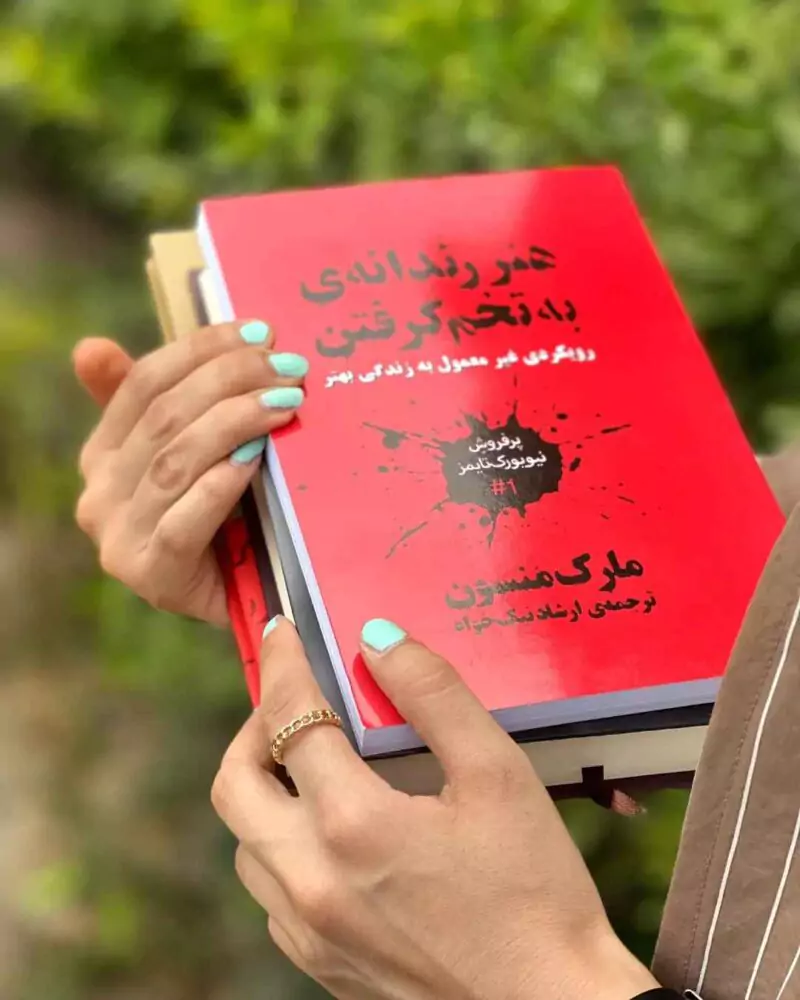 هنر رندانه‌ی
به تخم گرفتن
رویکردی غیر معمول به زندگی بهتر
پرفروش
نیویورک‌تایمز
#۱
مارک منسون
ترجمه‌ی ارشاد نیک‌خواه